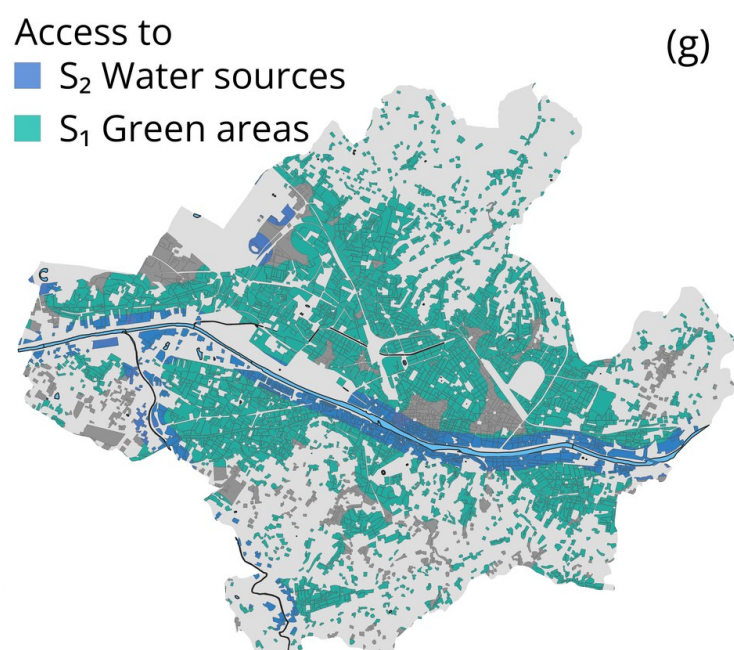 Access to
S₂ Water sources
S₁ Green areas
(g)